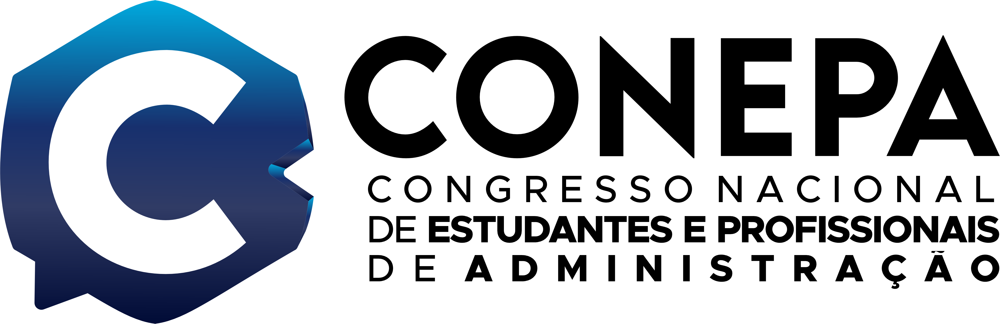 C
CONEPA
CONGRESSO NACIONAL
DE ESTUDANTES E PROFISSIONAIS
DE ADMINISTRAÇÃO